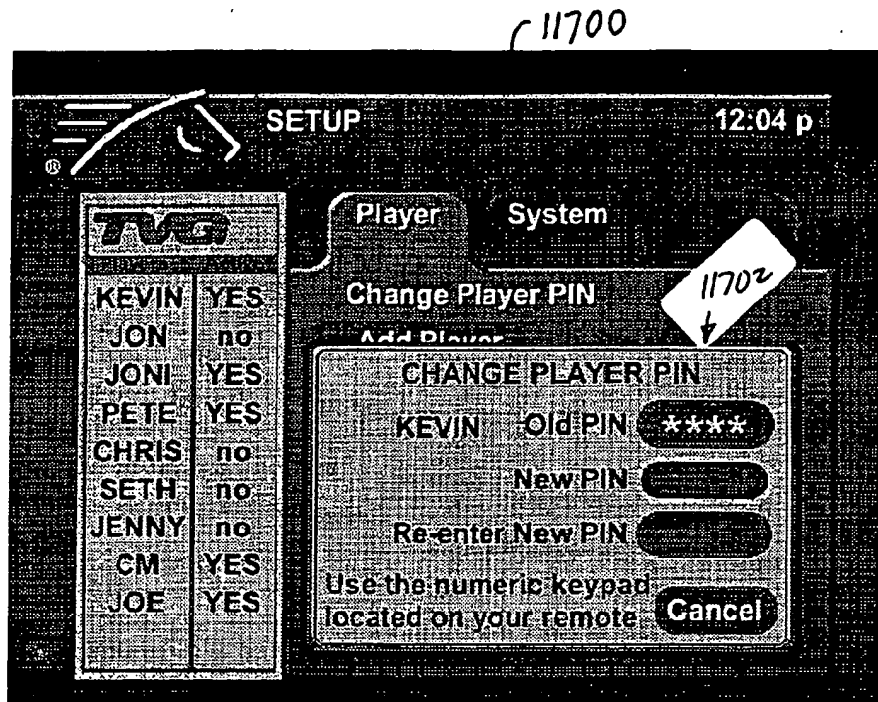 11700
SETUP 12:04 p
®
TVG
Player System
KEVIN YES
JON no
JONI YES
PETE YES
CHRIS no
SETH no
JENNY no
CM YES
JOE YES
Change Player PIN
11702
Add Player
CHANGE PLAYER PIN
KEVIN Old PIN ****
New PIN
Re-enter New PIN
Use the numeric keypad
located on your remote
Cancel